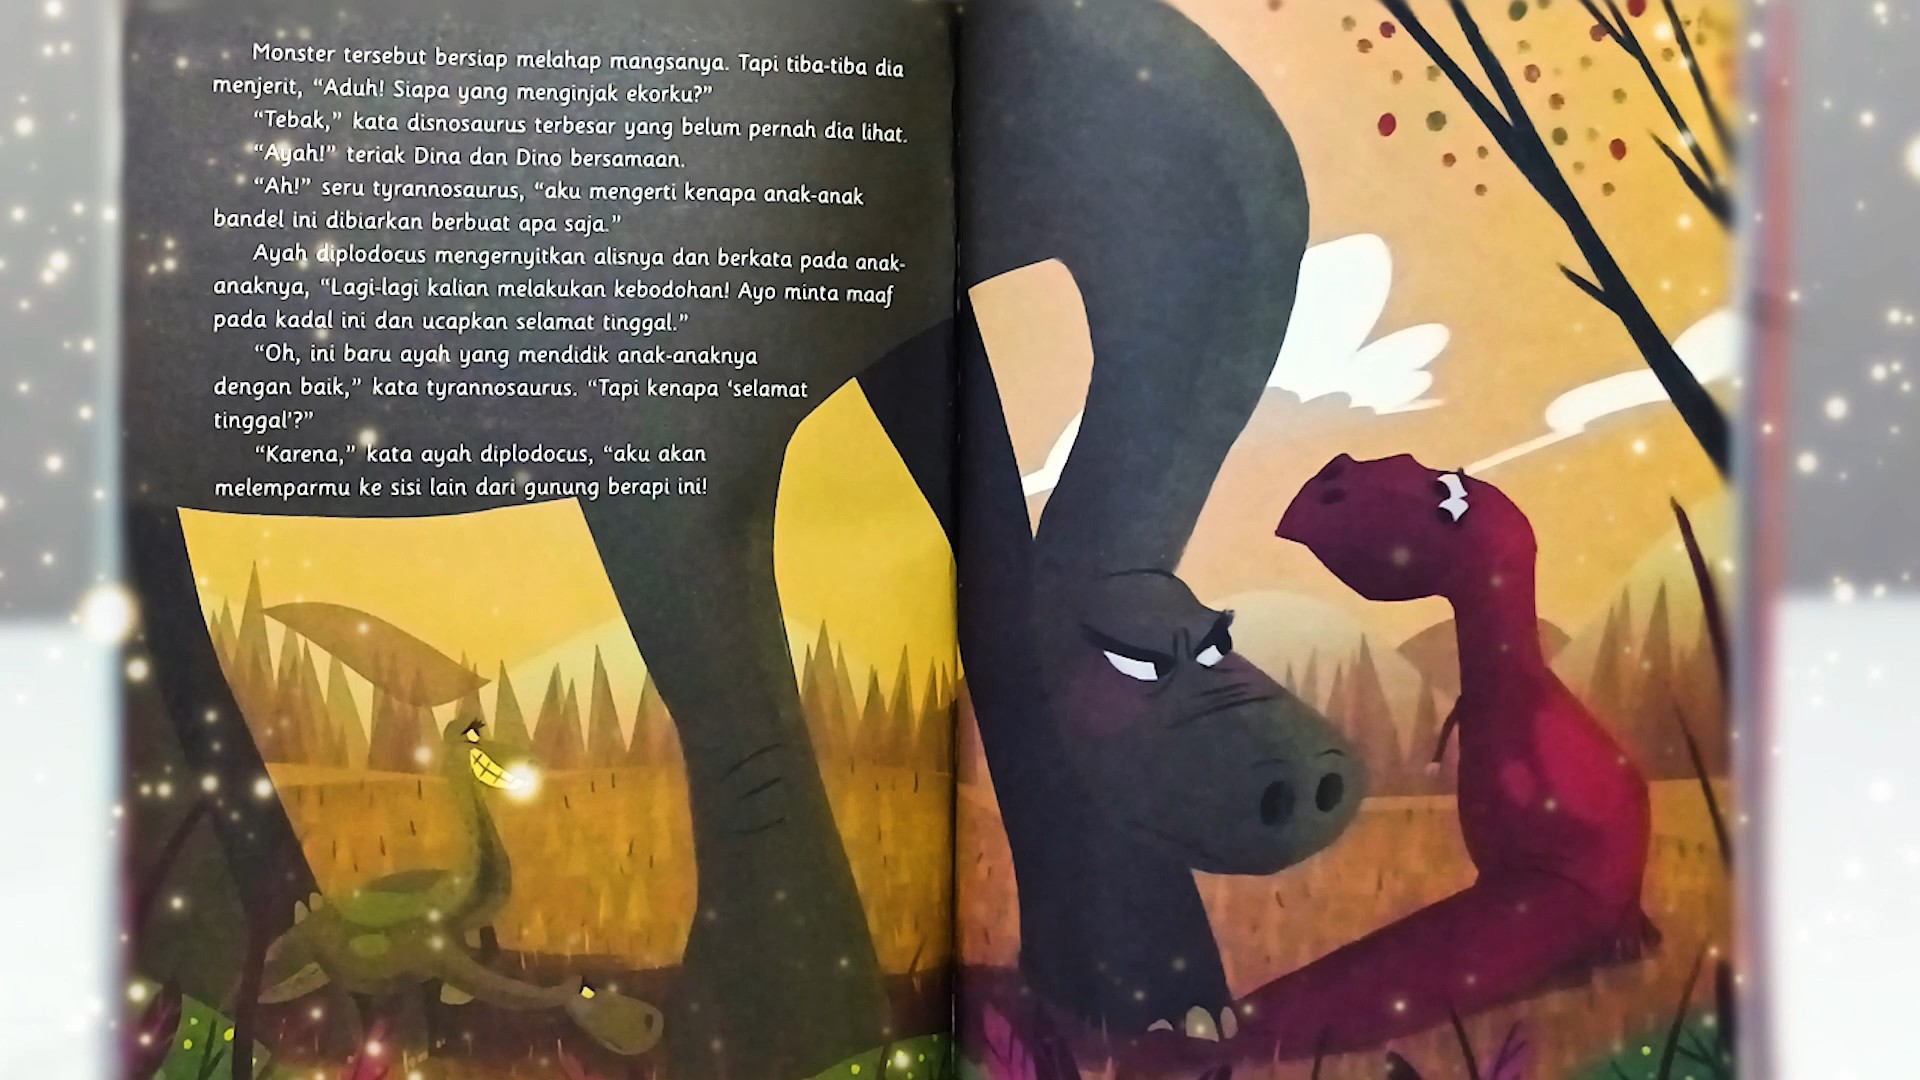 Monster tersebut bersiap melahap mangsanya. Tapi tiba-tiba dia
menjerit, “Aduh! Siapa yang menginjak ekorku?”
“Tebak,” kata disnosaurus terbesar yang belum pernah dia lihat.
“Ayah!” teriak Dina dan Dino bersamaan.
“Ah!” seru tyrannosaurus, “aku mengerti kenapa anak-anak
bandel ini dibiarkan berbuat apa saja.”
Ayah diplodocus mengernyitkan alisnya dan berkata pada anak-
anaknya, “Lagi-lagi kalian melakukan kebodohan! Ayo minta maaf
pada kadal ini dan ucapkan selamat tinggal.”
“Oh, ini baru ayah yang mendidik anak-anaknya
dengan baik,” kata tyrannosaurus. “Tapi kenapa ‘selamat
tinggal’?”
“Karena,” kata ayah diplodocus, “aku akan
melemparmu ke sisi lain dari gunung berapi ini!